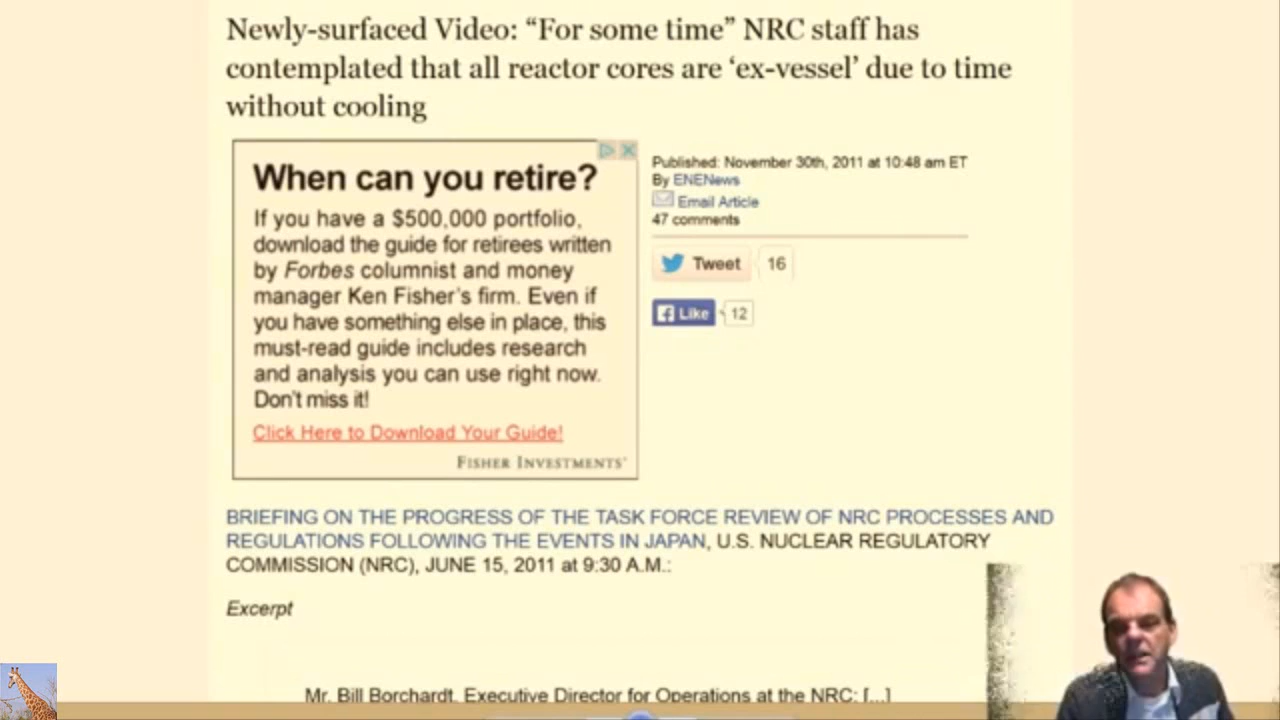 Newly-surfaced Video: “For some time” NRC staff has
contemplated that all reactor cores are ‘ex-vessel’ due to time
without cooling
When can you retire?
If you have a $500,000 portfolio,
download the guide for retirees written
by Forbes columnist and money
manager Ken Fisher's firm. Even if
you have something else in place, this
must-read guide includes research
and analysis you can use right now.
Don't miss it!
Click Here to Download Your Guide!
FISHER INVESTMENTS
Published: November 30th, 2011 at 10:48 am ET
By ENENews
Email Article
47 comments
Tweet 16
Like 12
BRIEFING ON THE PROGRESS OF THE TASK FORCE REVIEW OF NRC PROCESSES AND
REGULATIONS FOLLOWING THE EVENTS IN JAPAN, U.S. NUCLEAR REGULATORY
COMMISSION (NRC), JUNE 15, 2011 at 9:30 A.M.:
Excerpt
Mr. Bill Borchardt, Executive Director for Operations at the NRC: [...]